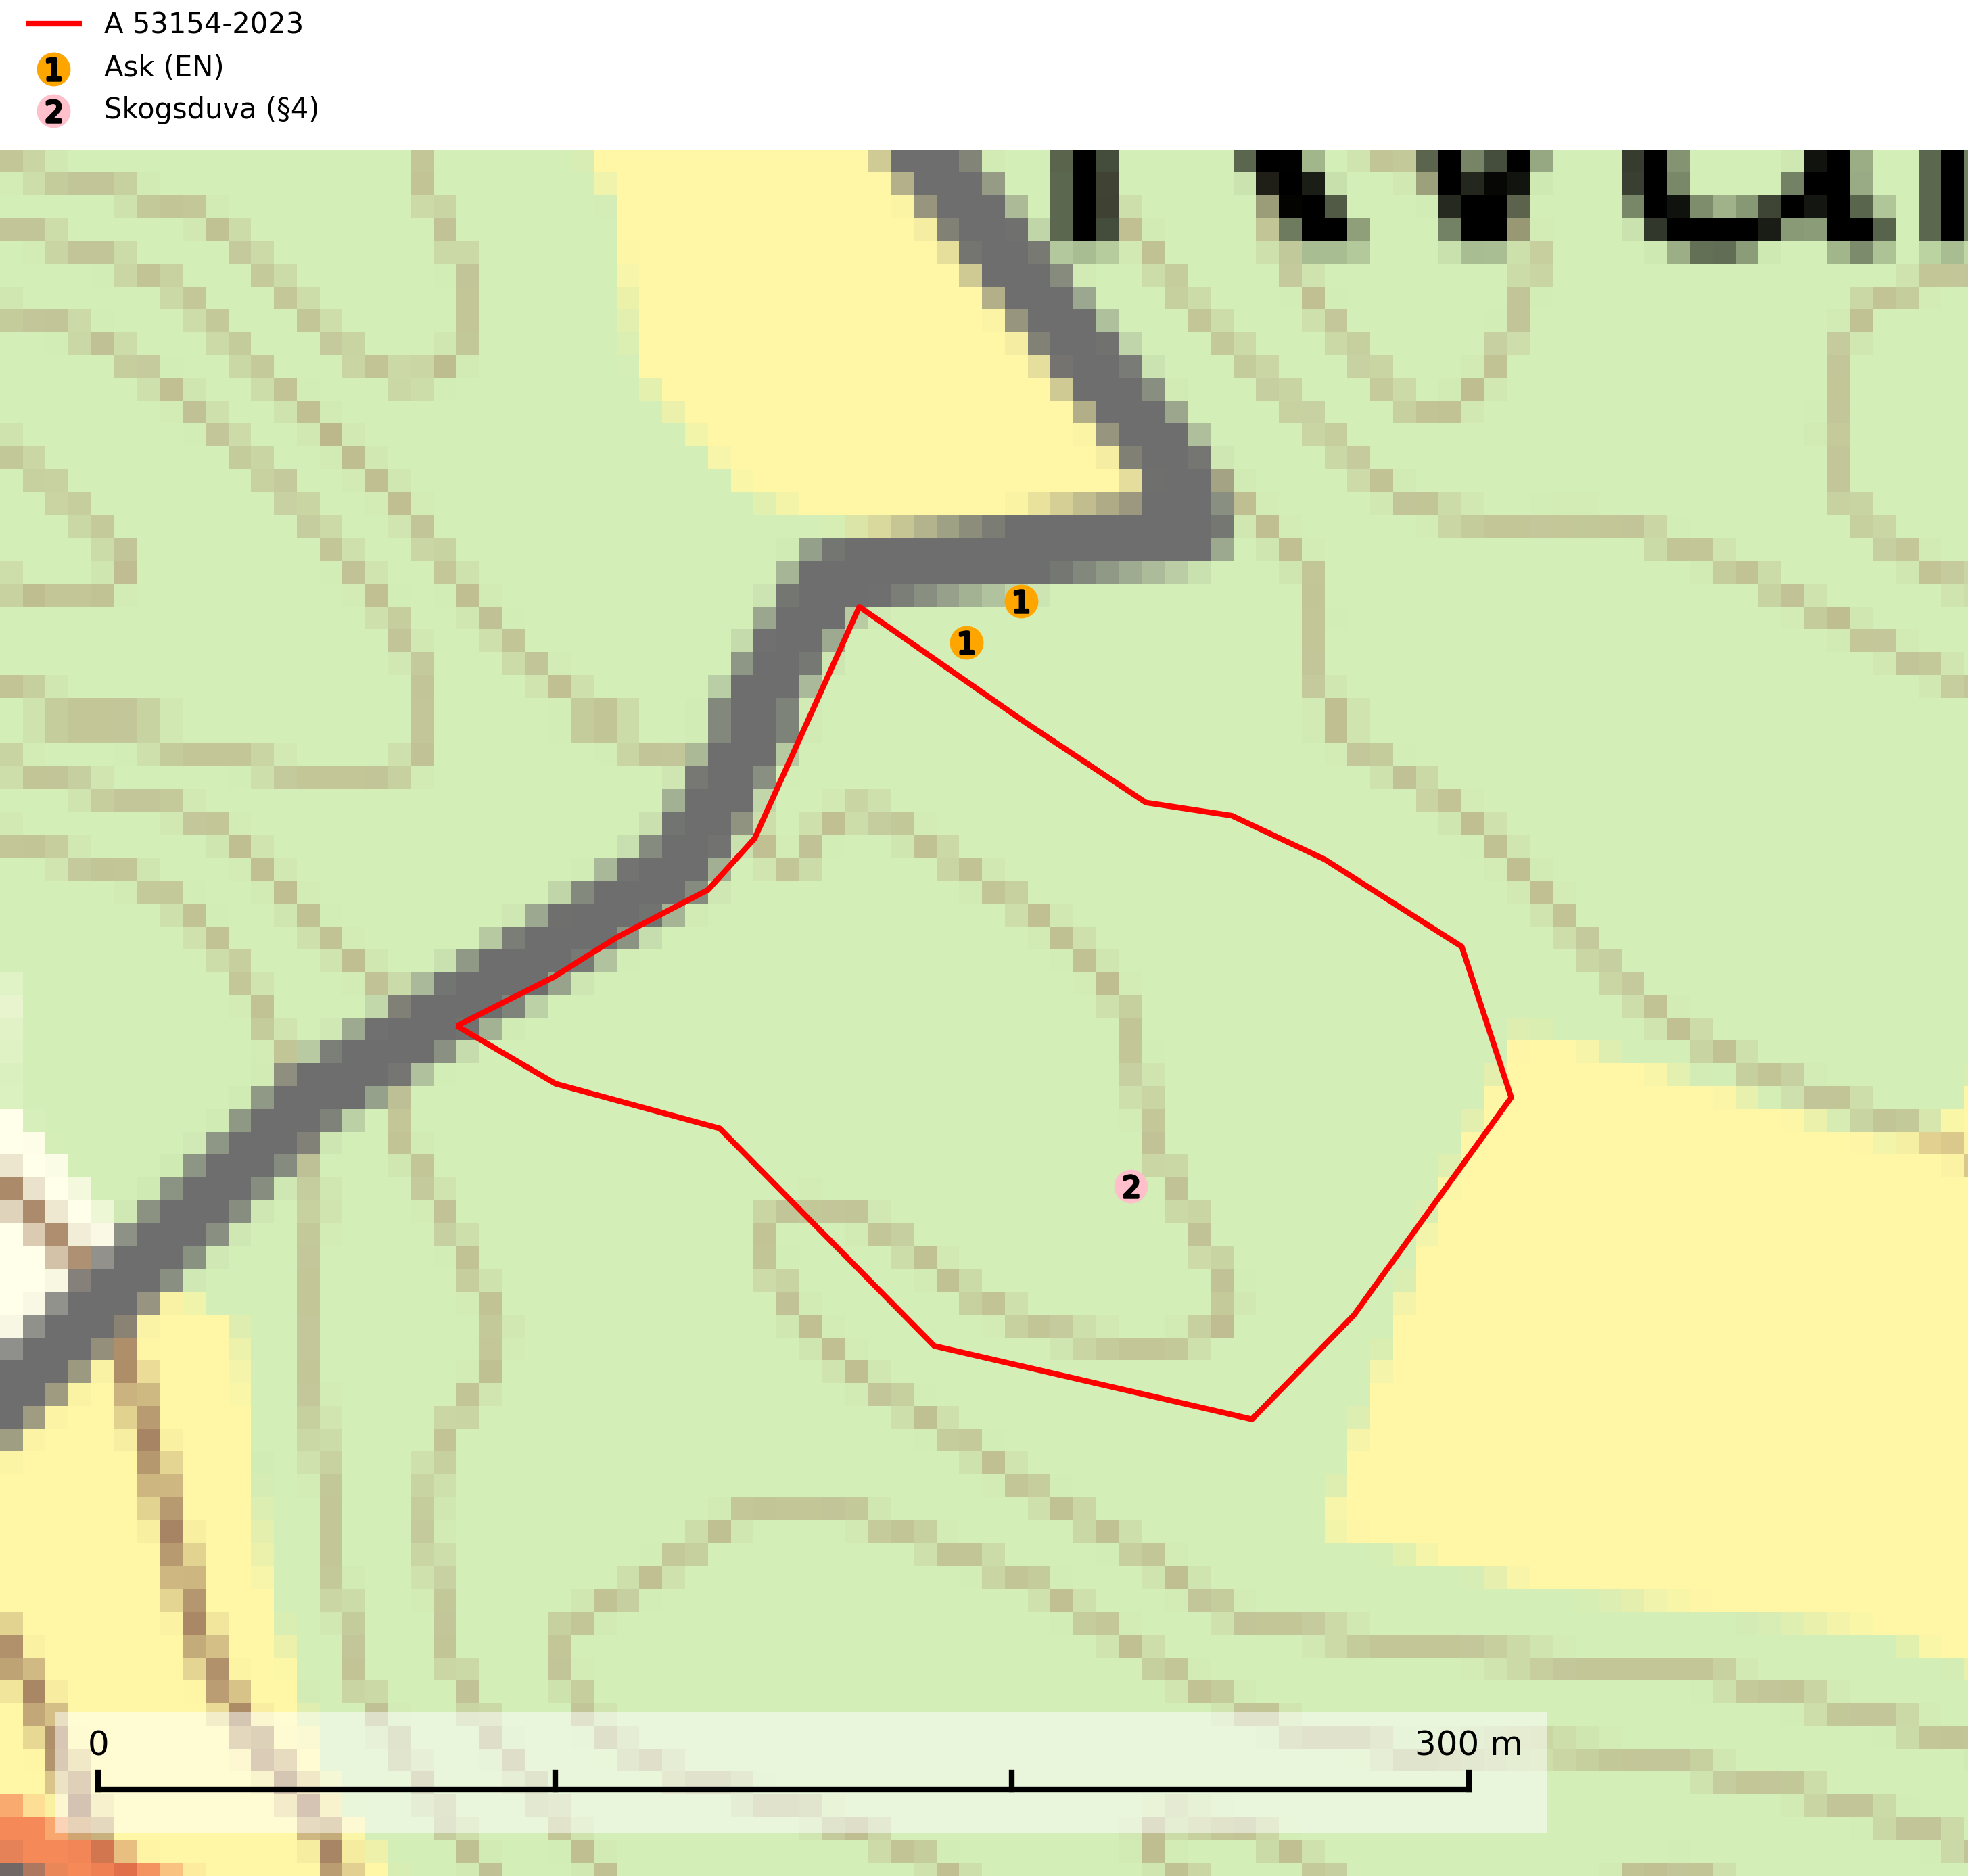 A 53154-2023
1 Ask (EN)
2 Skogsduva (§4)
1
1
2
0 300 m